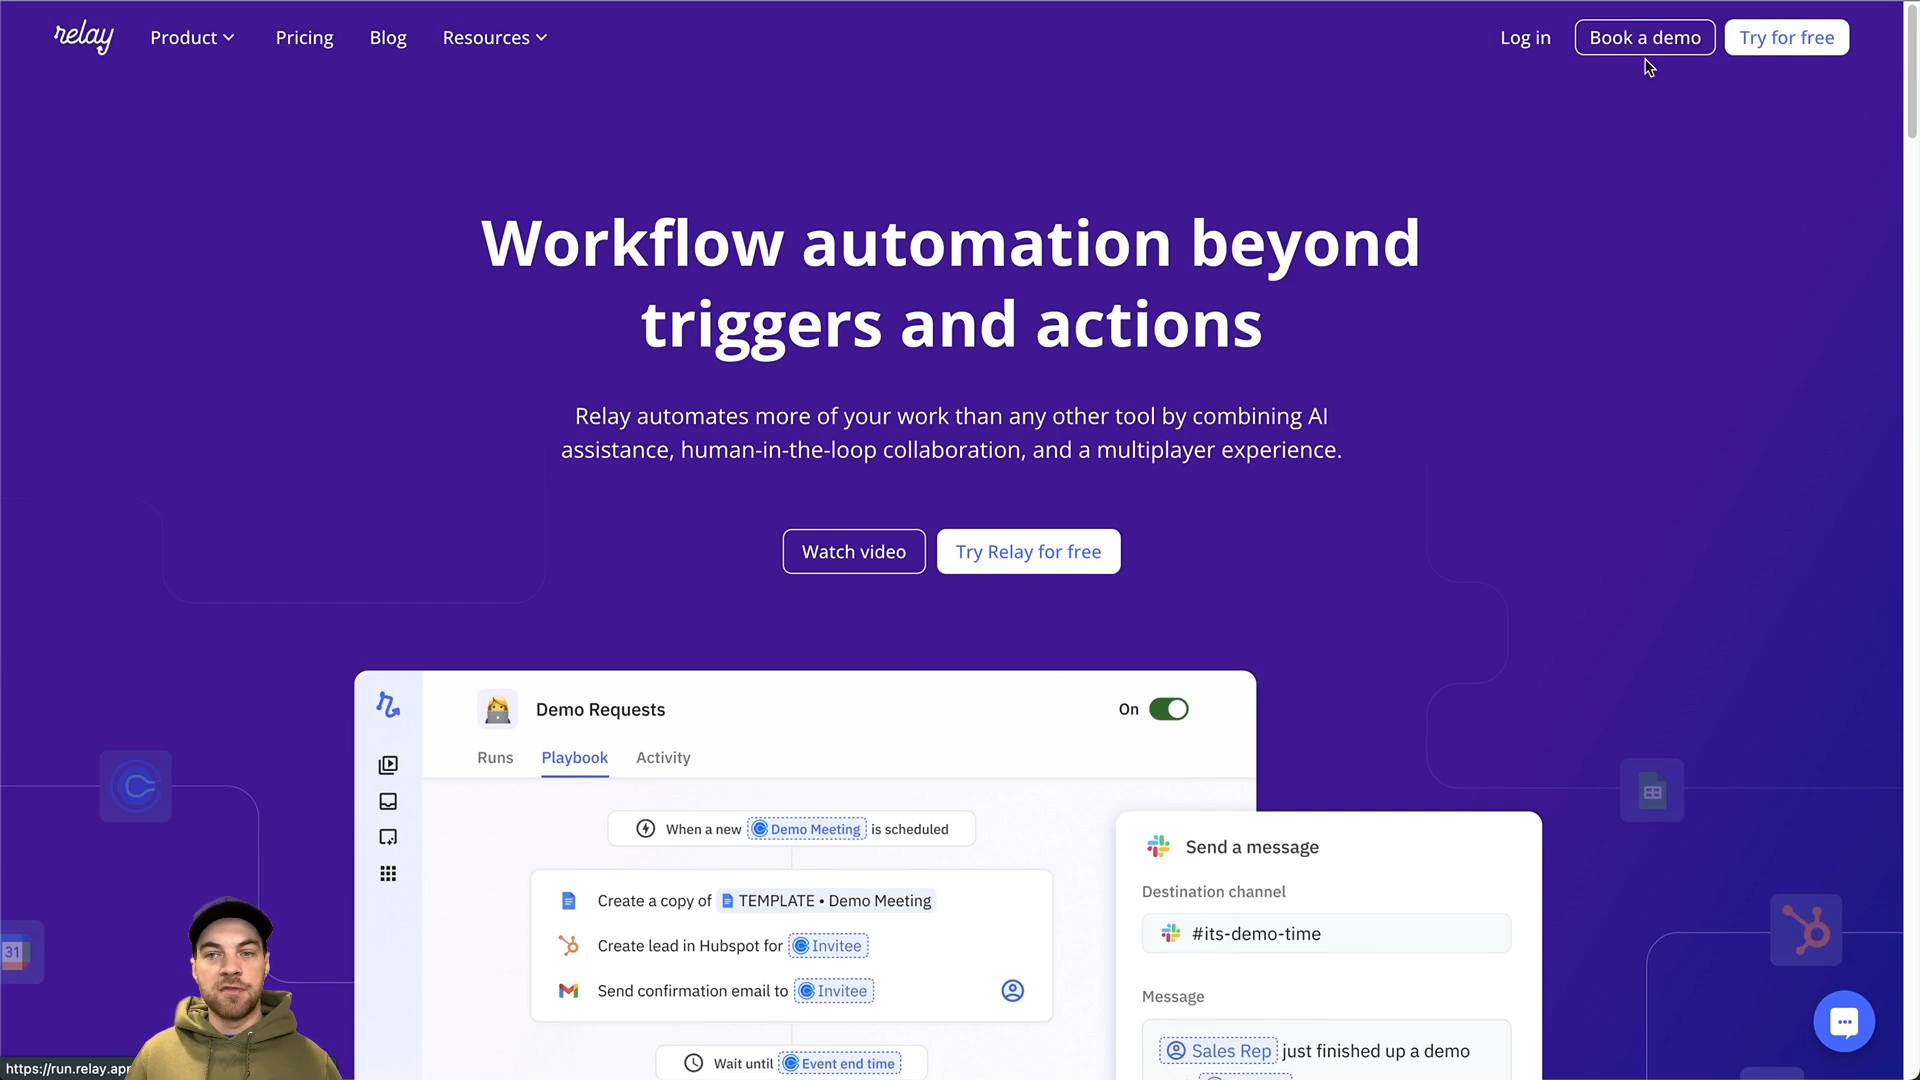 relay
Product
Pricing
Blog
Resources
Log in
Book a demo
Try for free
Workflow automation beyond
triggers and actions
Relay automates more of your work than any other tool by combining AI
assistance, human-in-the-loop collaboration, and a multiplayer experience.
Watch video
Try Relay for free
Demo Requests
On
Runs
Playbook
Activity
When a new Demo Meeting is scheduled
Create a copy of TEMPLATE • Demo Meeting
Create lead in Hubspot for Invitee
Send confirmation email to Invitee
Wait until Event end time
Send a message
Destination channel
#its-demo-time
Message
Sales Rep just finished up a demo
31
https://run.relay.app